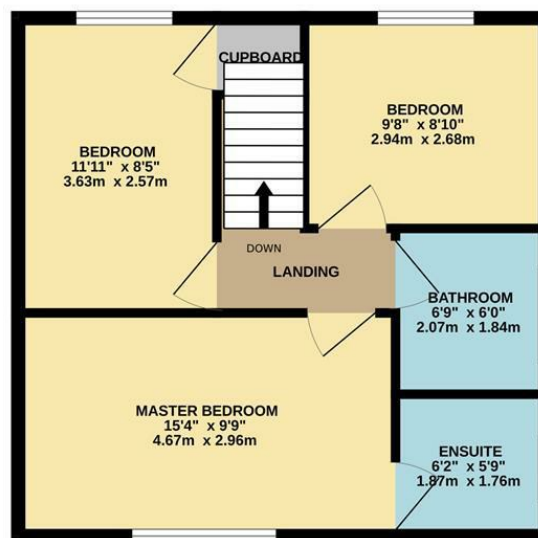 CUPBOARD
BEDROOM
9'8" x 8'10"
2.94m x 2.68m
BEDROOM
11'11" x 8'5"
3.63m x 2.57m
DOWN
LANDING
BATHROOM
6'9" x 6'0"
2.07m x 1.84m
MASTER BEDROOM
15'4" x 9'9"
4.67m x 2.96m
ENSUITE
6'2" x 5'9"
1.87m x 1.76m